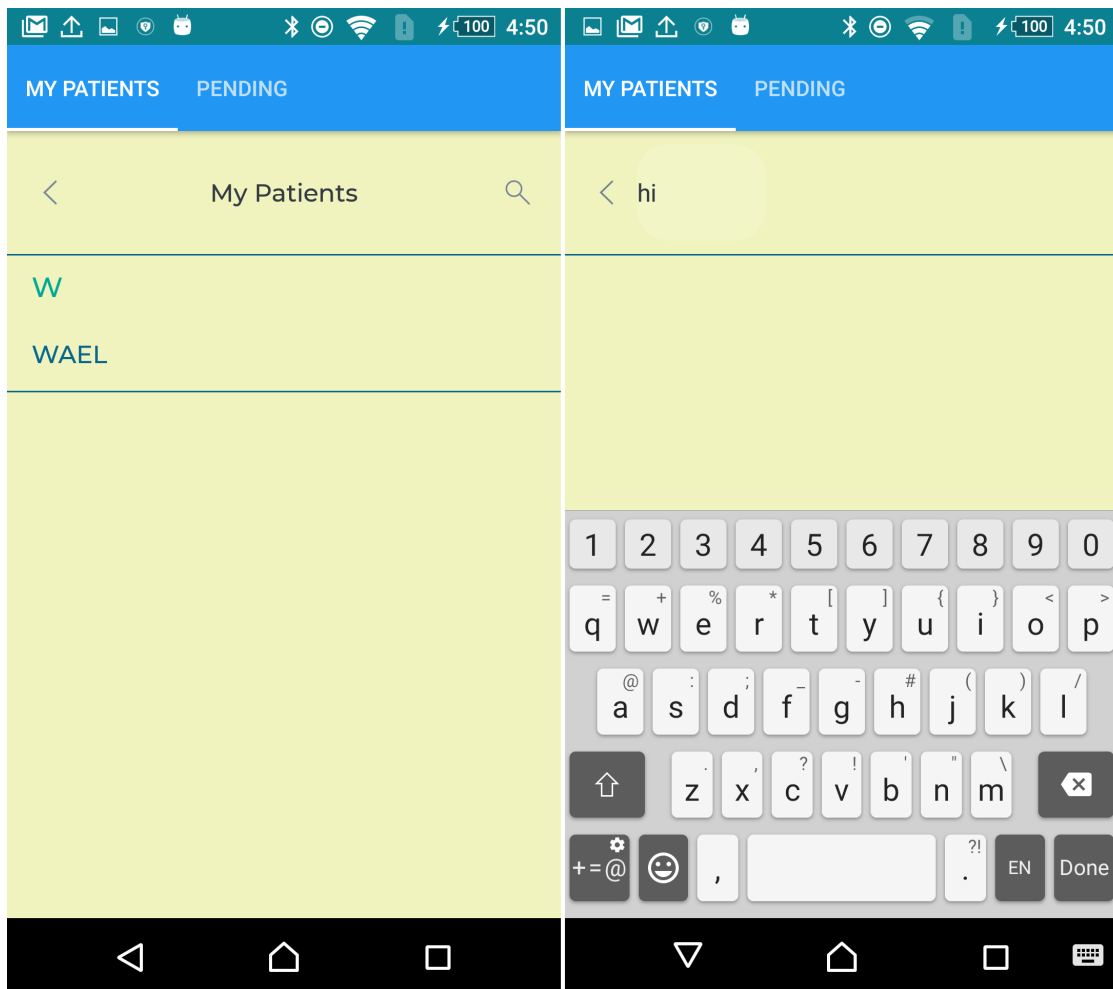 100 4:50
MY PATIENTS PENDING
My Patients
W
WAEL
100 4:50
MY PATIENTS PENDING
hi
1 2 3 4 5 6 7 8 9 0
= + % * [ ] { } < >
q w e r t y u i o p
@ : ; _ - # ( ) /
a s d f g h j k l
. , ? ! ' " \
z x c v b n m
?!
+=@ , . EN Done